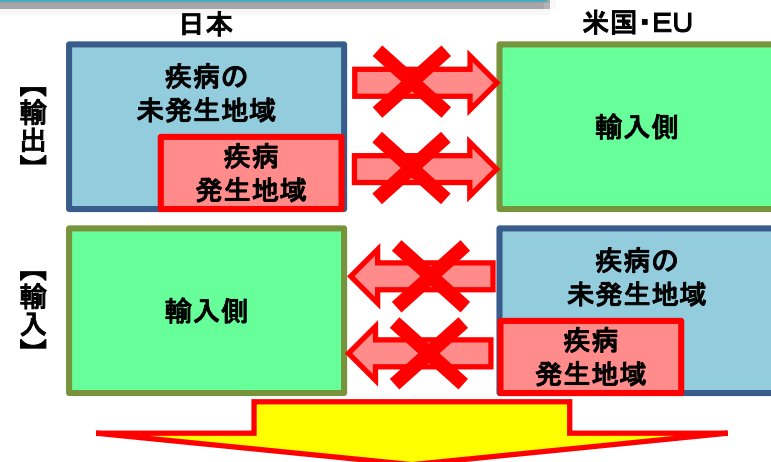 日本
米国・EU
【輸出】
疾病の
未発生地域
疾病
発生地域
輸入側
【輸入】
輸入側
疾病の
未発生地域
疾病
発生地域